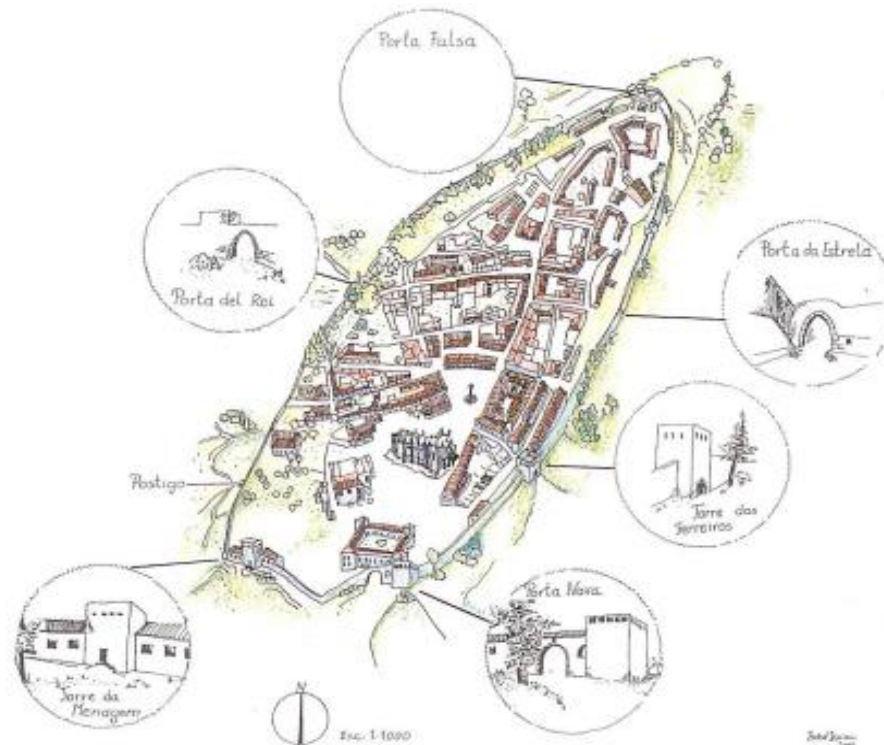 Porta Falsa
Porta del Rei
Porta da Estrela
Torre dos
Ferreiros
Postigo
Porta Nova
Torre da
Menagem
N
Esc. 1:1000